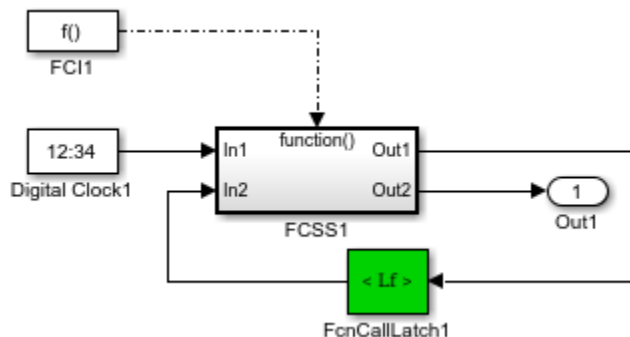 f()
FCI1
12:34
Digital Clock1
function()
In1
Out1
In2
Out2
FCSS1
1
Out1
< Lf >
FcnCallLatch1